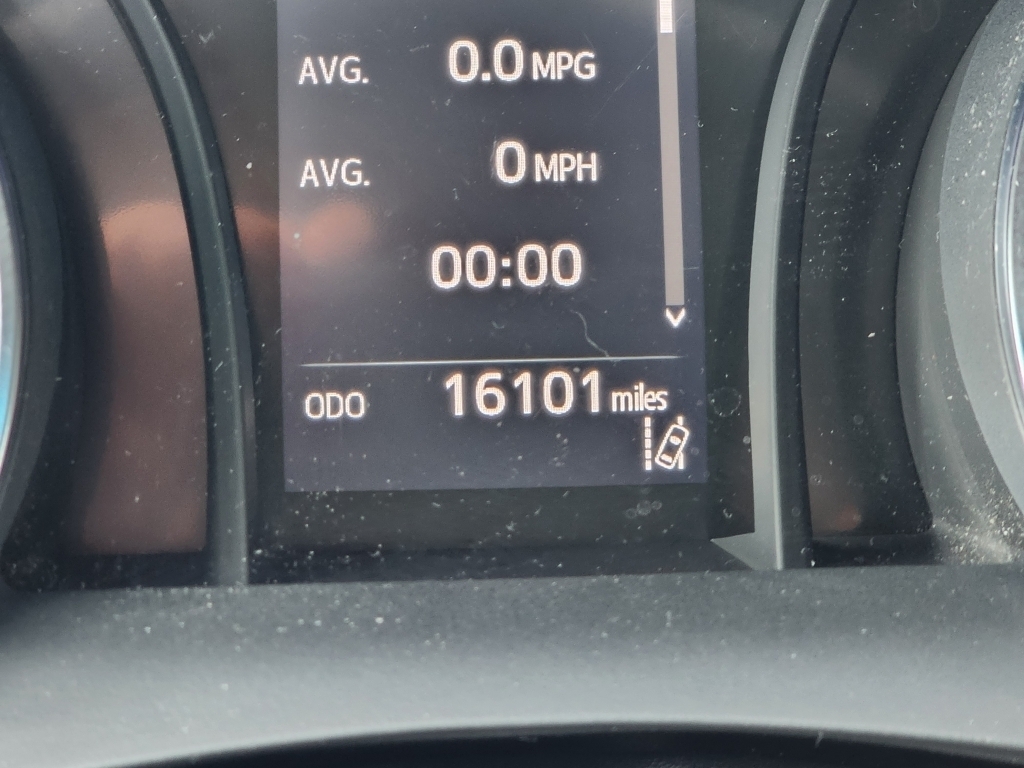 AVG. 0.0 MPG
AVG. 0 MPH
00:00
ODO 16101 miles